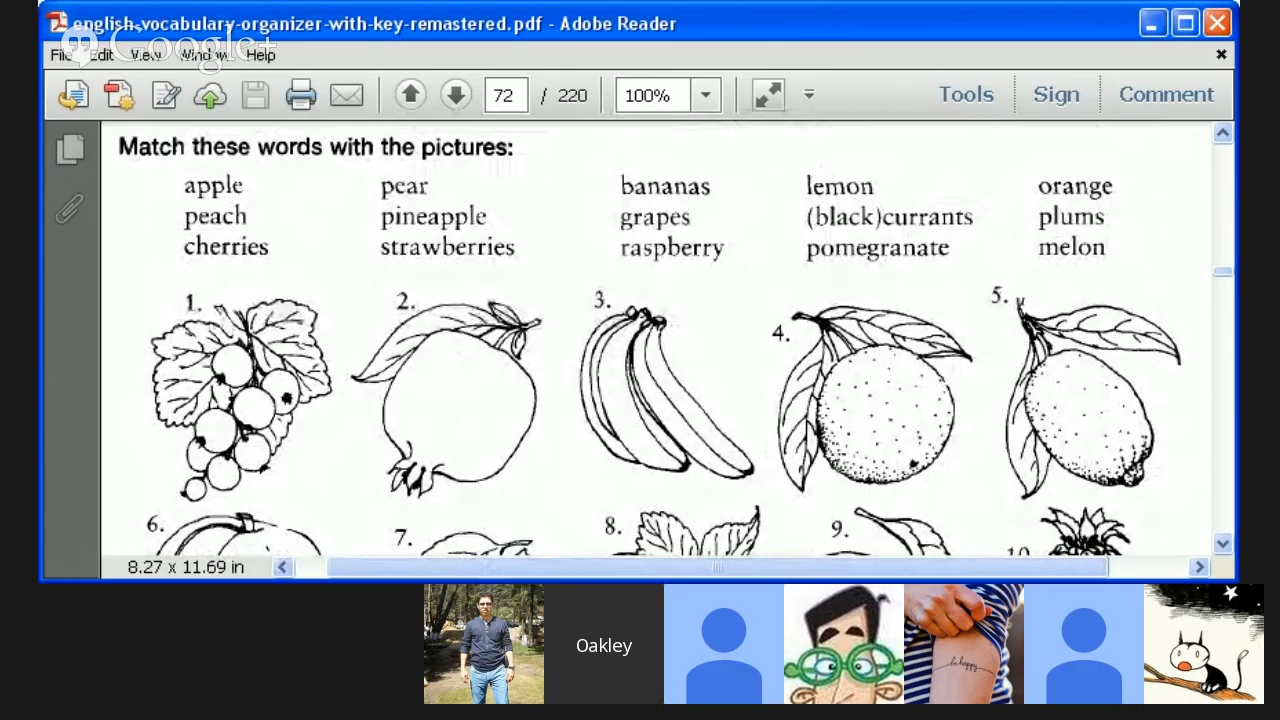 english-vocabulary-organizer-with-key-remastered.pdf - Adobe Reader
Google+
File Edit View Window Help
72 / 220 100% Tools Sign Comment
Match these words with the pictures:
apple pear bananas lemon orange
peach pineapple grapes (black)currants plums
cherries strawberries raspberry pomegranate melon
1. 2. 3. 4. 5.
6. 7. 8. 9. 10
8.27 x 11.69 in
Oakley
be happy